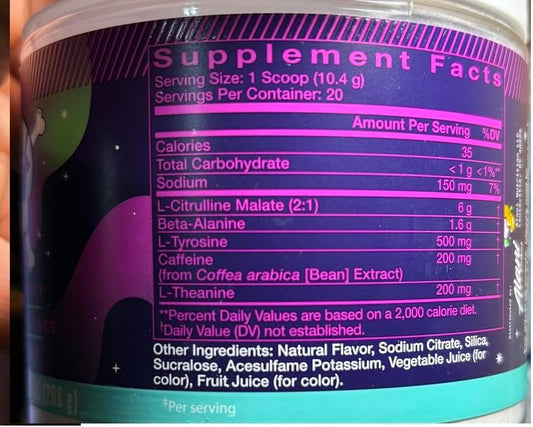 Supplement Facts
Serving Size: 1 Scoop (10.4 g)
Servings Per Container: 20
Amount Per Serving %DV
Calories 35
Total Carbohydrate < 1 g <1%**
Sodium 150 mg 7%
L-Citrulline Malate (2:1) 6 g †
Beta-Alanine 1.6 g †
L-Tyrosine 500 mg †
Caffeine 200 mg †
(from Coffea arabica [Bean] Extract)
L-Theanine 200 mg †
**Percent Daily Values are based on a 2,000 calorie diet.
†Daily Value (DV) not established.
Other Ingredients: Natural Flavor, Sodium Citrate, Silica,
Sucralose, Acesulfame Potassium, Vegetable Juice (for
color), Fruit Juice (for color).
‡Per serving
(208 g)